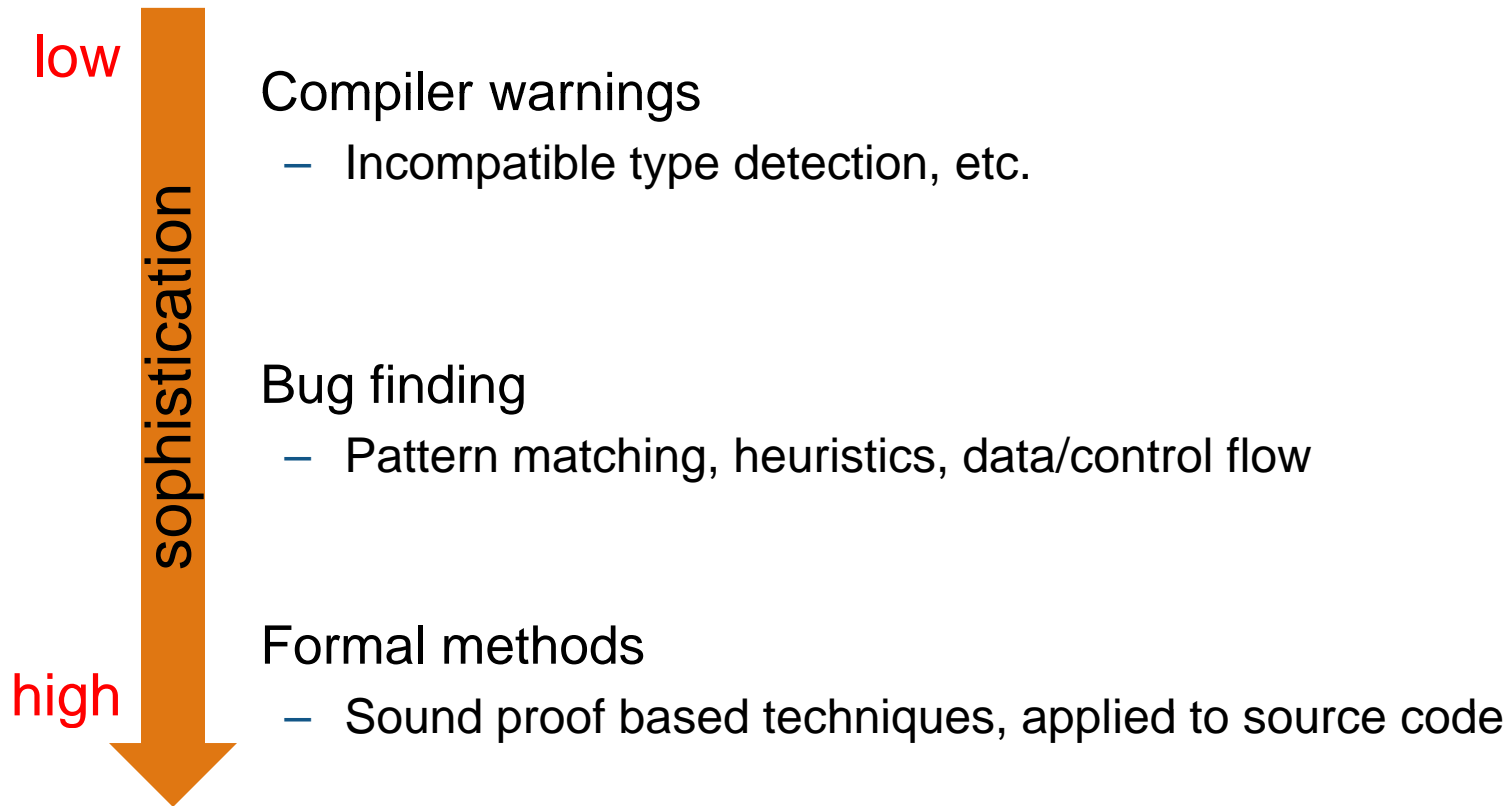 low
sophistication
Compiler warnings
– Incompatible type detection, etc.
Bug finding
– Pattern matching, heuristics, data/control flow
Formal methods
high
– Sound proof based techniques, applied to source code